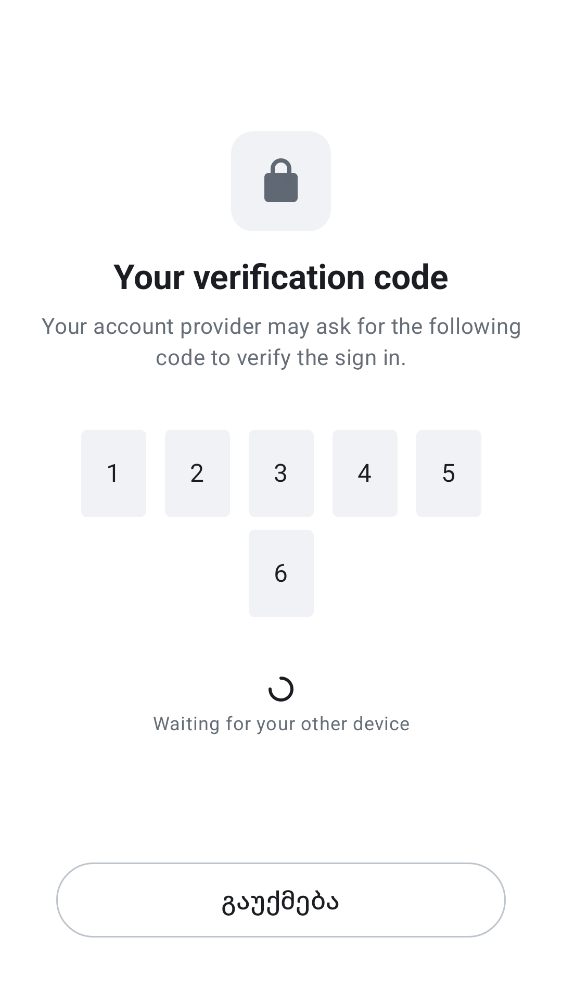 Your verification code
Your account provider may ask for the following
code to verify the sign in.
1 2 3 4 5
6
Waiting for your other device
გაუქმება